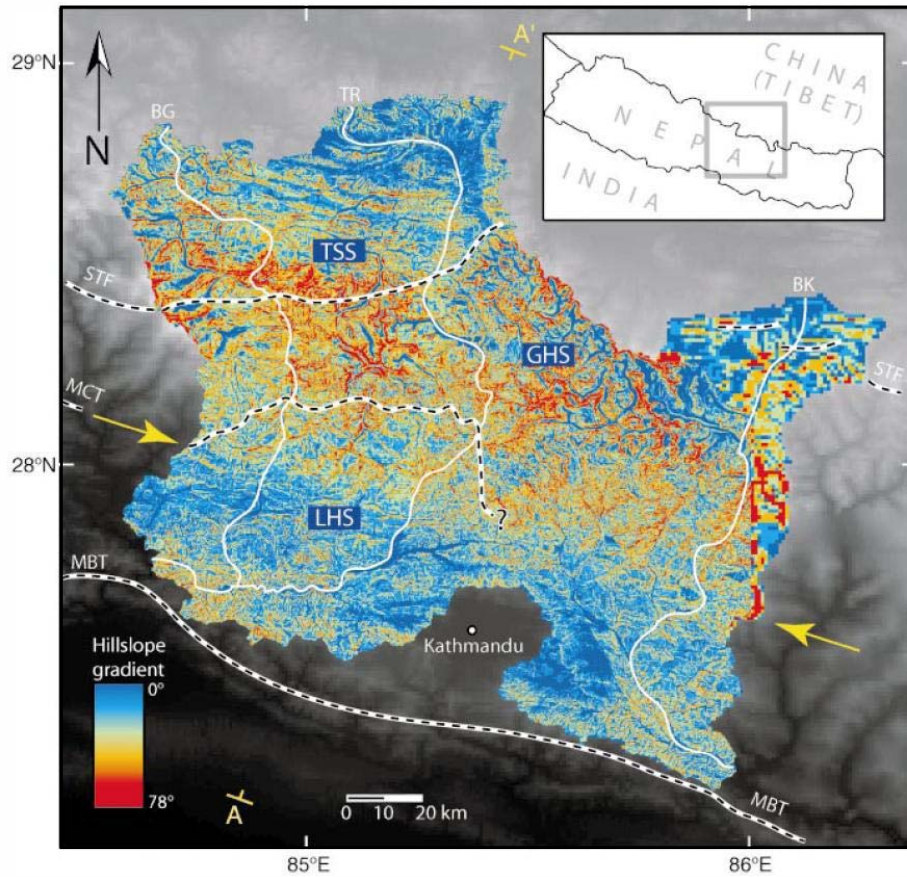 A'
29°N
CHINA
(TIBET)
NEPAL
INDIA
N
BG
TR
TSS
STF
BK
GHS
STF
MCT
28°N
LHS
?
MBT
Kathmandu
Hillslope
gradient
0°
78°
A
0 10 20 km
MBT
85°E
86°E